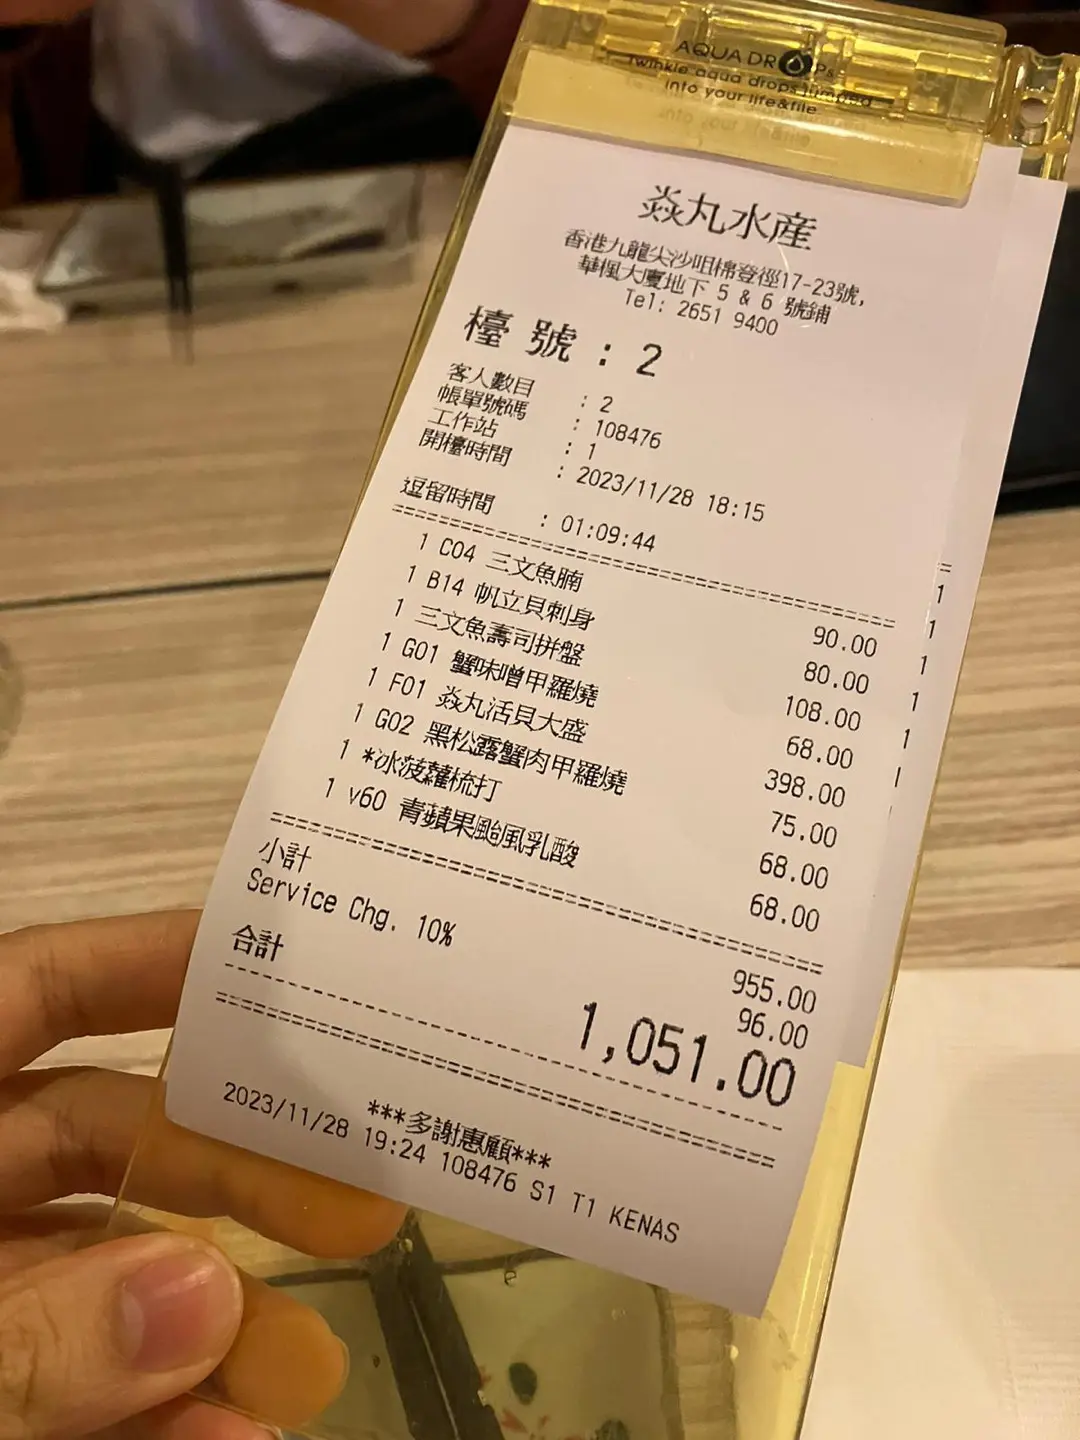 AQUA DROPs
Twinkle aqua drops jumped
into your life&file
焱丸水産
香港九龍尖沙咀棉登徑17-23號,
華楓大廈地下 5 & 6 號鋪
Tel: 2651 9400
檯號 : 2
客人數目 : 2
帳單號碼 : 108476
工作站 : 1
開檯時間 : 2023/11/28 18:15
逗留時間 : 01:09:44
1 C04 三文魚腩 90.00
1 B14 帆立貝刺身 80.00
1 三文魚壽司拼盤 108.00
1 G01 蟹味噌甲羅燒 68.00
1 F01 焱丸活貝大盛 398.00
1 G02 黑松露蟹肉甲羅燒 75.00
1 *冰菠蘿梳打 68.00
1 v60 青蘋果颱風乳酸 68.00
小計 955.00
Service Chg. 10% 96.00
合計 1,051.00
***多謝惠顧***
2023/11/28 19:24 108476 S1 T1 KENAS